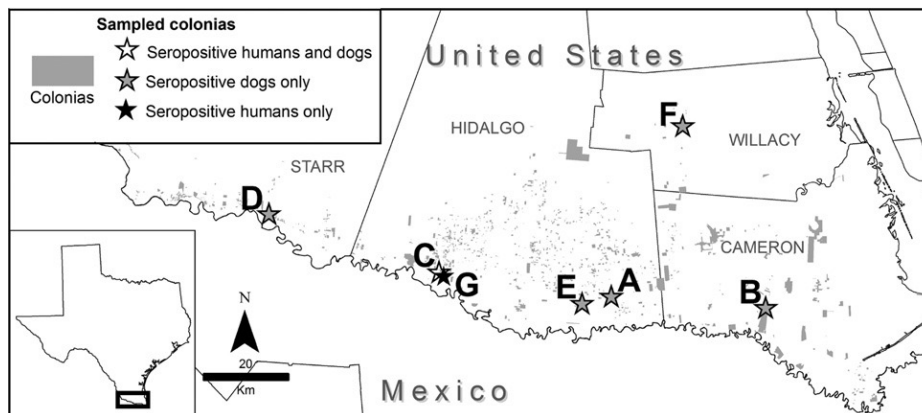 Sampled colonias
Seropositive humans and dogs
Seropositive dogs only
Seropositive humans only
Colonias
United States
HIDALGO
F
WILLACY
STARR
D
C
G
CAMERON
E
A
B
N
20
Km
Mexico